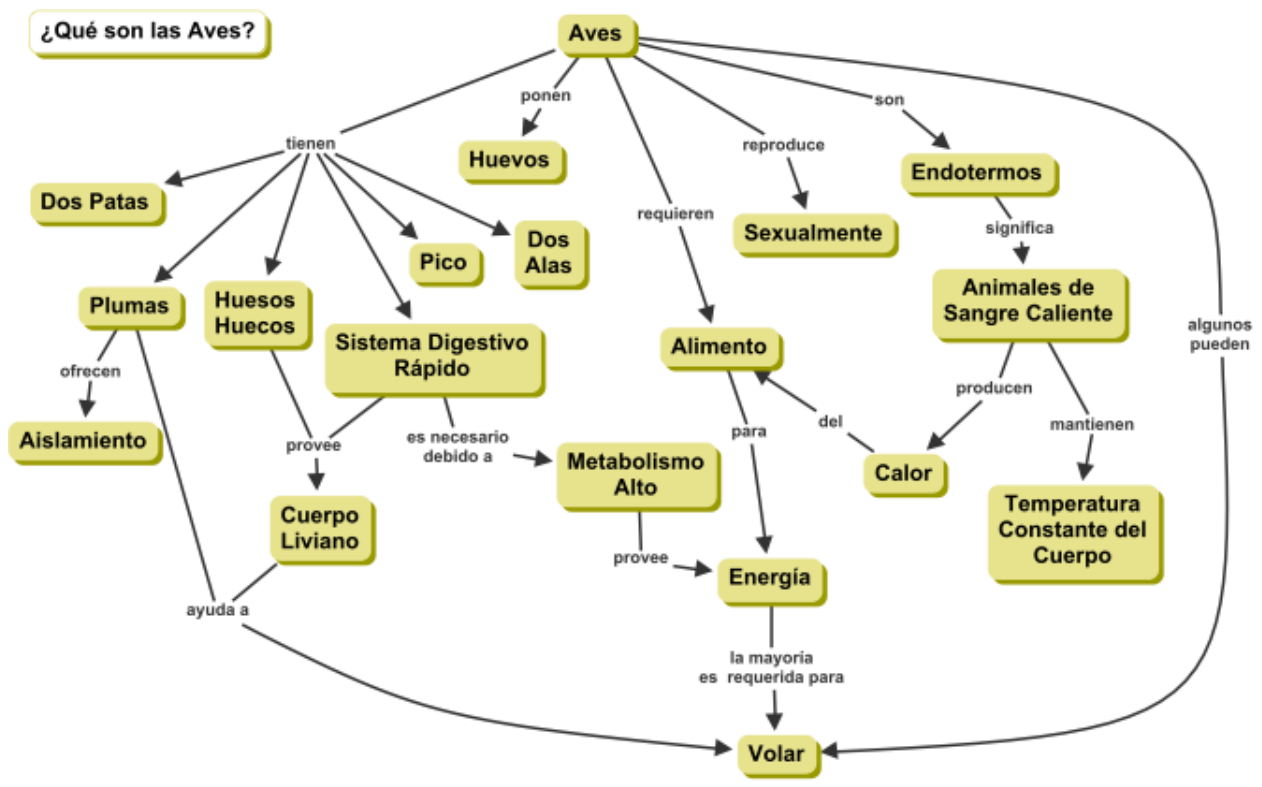 ¿Qué son las Aves?
Aves
ponen
son
tienen
reproduce
Huevos
Endotermos
Dos Patas
requieren
significa
Sexualmente
Dos
Alas
Pico
Plumas
Huesos
Huecos
Animales de
Sangre Caliente
algunos
pueden
Sistema Digestivo
Rápido
Alimento
ofrecen
producen
del
para
mantienen
Aislamiento
provee
es necesario
debido a
Metabolismo
Alto
Calor
Cuerpo
Liviano
Temperatura
Constante del
Cuerpo
provee
Energía
ayuda a
la mayoría
es requerida para
Volar